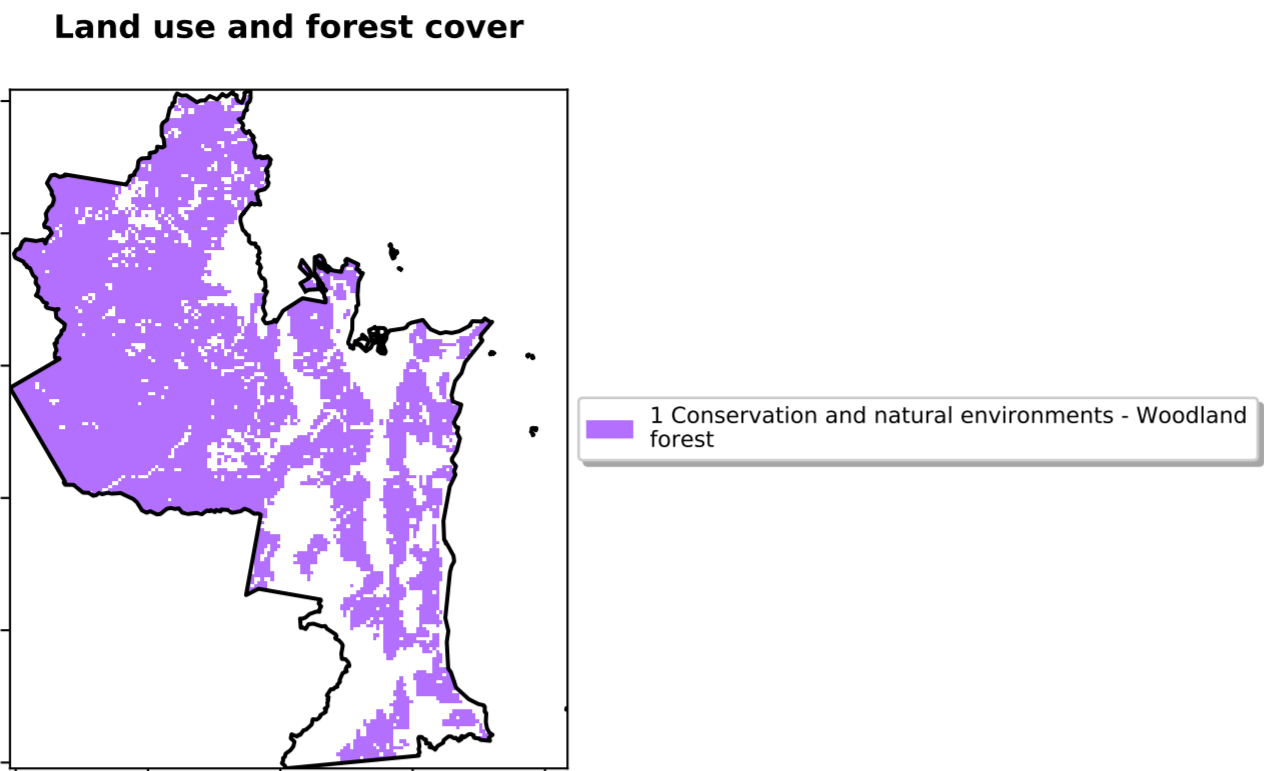 Land use and forest cover
1 Conservation and natural environments - Woodland
forest